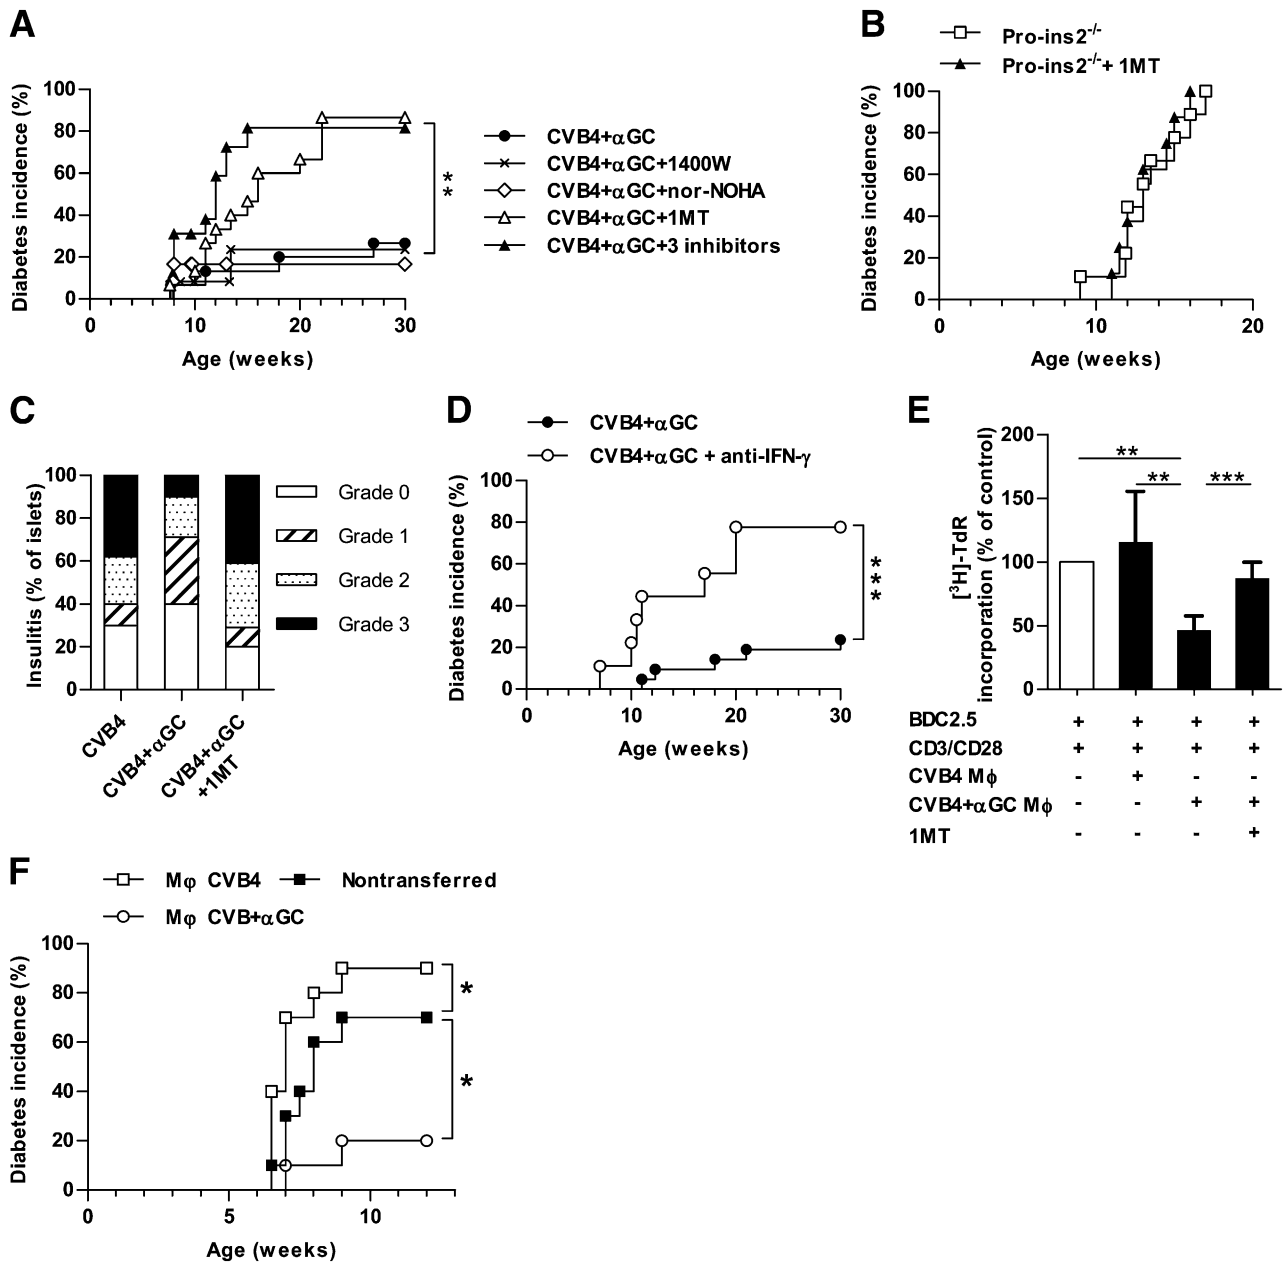 A
Diabetes incidence (%)
100
80
60
40
20
0
0 10 20 30
Age (weeks)
**
CVB4+αGC
CVB4+αGC+1400W
CVB4+αGC+nor-NOHA
CVB4+αGC+1MT
CVB4+αGC+3 inhibitors
B
Pro-ins2-/-
Pro-ins2-/-+ 1MT
Diabetes incidence (%)
100
80
60
40
20
0
0 10 20
Age (weeks)
C
Insulitis (% of islets)
100
80
60
40
20
0
CVB4
CVB4+αGC
CVB4+αGC
+1MT
Grade 0
Grade 1
Grade 2
Grade 3
D
CVB4+αGC
CVB4+αGC + anti-IFN-γ
Diabetes incidence (%)
100
80
60
40
20
0
0 10 20 30
Age (weeks)
***
E
[3H]-TdR
incorporation (% of control)
200
150
100
50
0
**
** ***
BDC2.5 + + + +
CD3/CD28 + + + +
CVB4 Mϕ - + - -
CVB4+αGC Mϕ - - + +
1MT - - - +
F
Mφ CVB4 Nontransferred
Mφ CVB+αGC
Diabetes incidence (%)
100
80
60
40
20
0
0 5 10
Age (weeks)
*
*